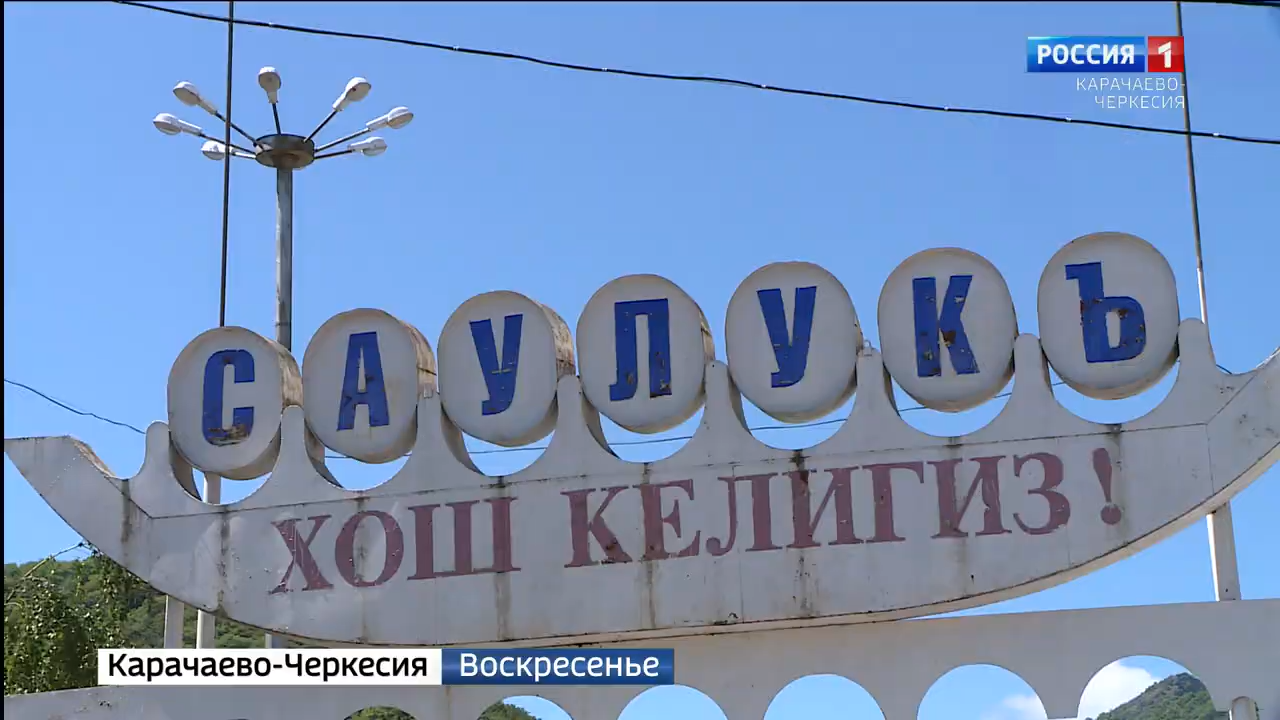 РОССИЯ 1
КАРАЧАЕВО-
ЧЕРКЕСИЯ
САУЛУКЪ
ХОШ КЕЛИГИЗ!
Карачаево-Черкесия Воскресенье